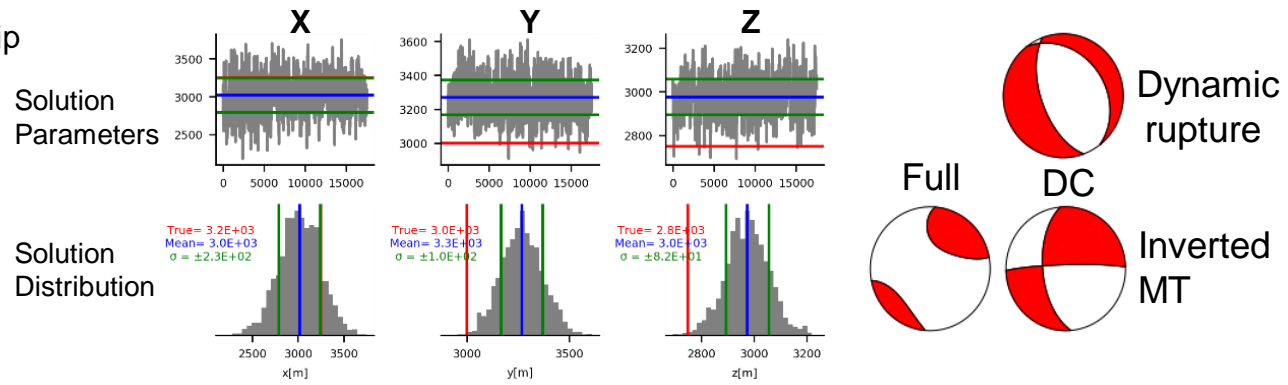 ip
X
Y
Z
Solution
Parameters
3500
3000
2500
0
5000
10000
15000
3600
3400
3200
3000
0
5000
10000
15000
3200
3000
2800
0
5000
10000
15000
Solution
Distribution
True= 3.2E+03
Mean= 3.0E+03
σ = ±2.3E+02
2500
3000
3500
x[m]
True= 3.0E+03
Mean= 3.3E+03
σ = ±1.0E+02
3000
3500
y[m]
True= 2.8E+03
Mean= 3.0E+03
σ = ±8.2E+01
2800
3000
3200
z[m]
Dynamic
rupture
Full
DC
Inverted
MT